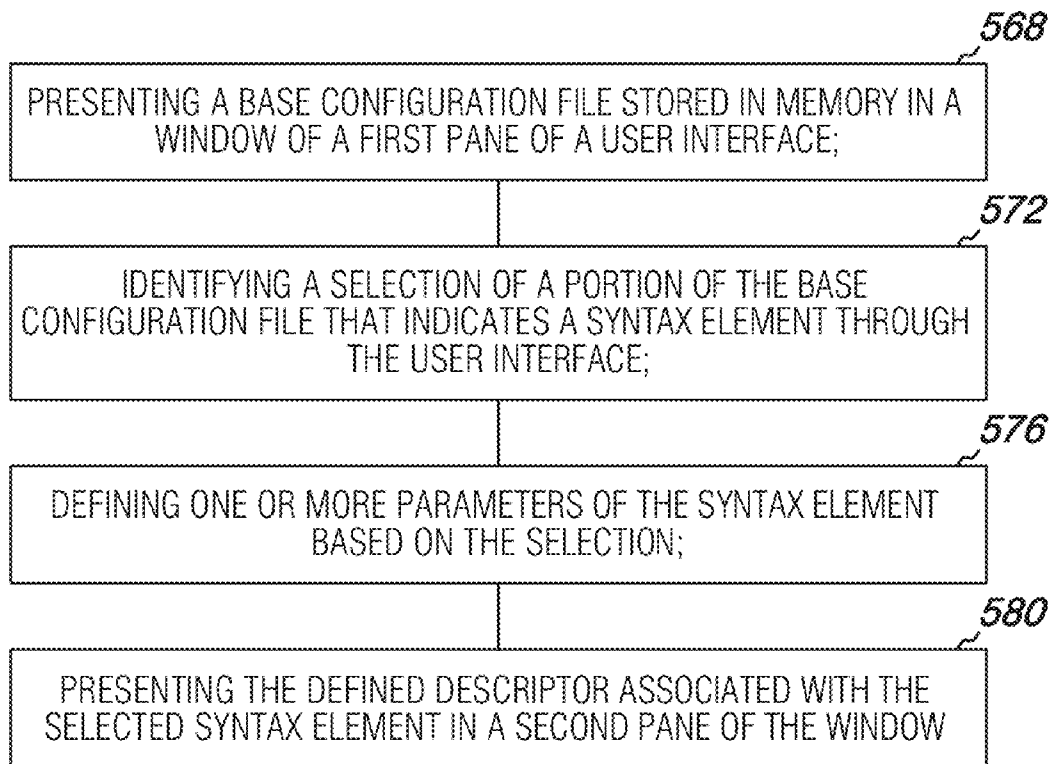 568
PRESENTING A BASE CONFIGURATION FILE STORED IN MEMORY IN A
WINDOW OF A FIRST PANE OF A USER INTERFACE;
572
IDENTIFYING A SELECTION OF A PORTION OF THE BASE
CONFIGURATION FILE THAT INDICATES A SYNTAX ELEMENT THROUGH
THE USER INTERFACE;
576
DEFINING ONE OR MORE PARAMETERS OF THE SYNTAX ELEMENT
BASED ON THE SELECTION;
580
PRESENTING THE DEFINED DESCRIPTOR ASSOCIATED WITH THE
SELECTED SYNTAX ELEMENT IN A SECOND PANE OF THE WINDOW